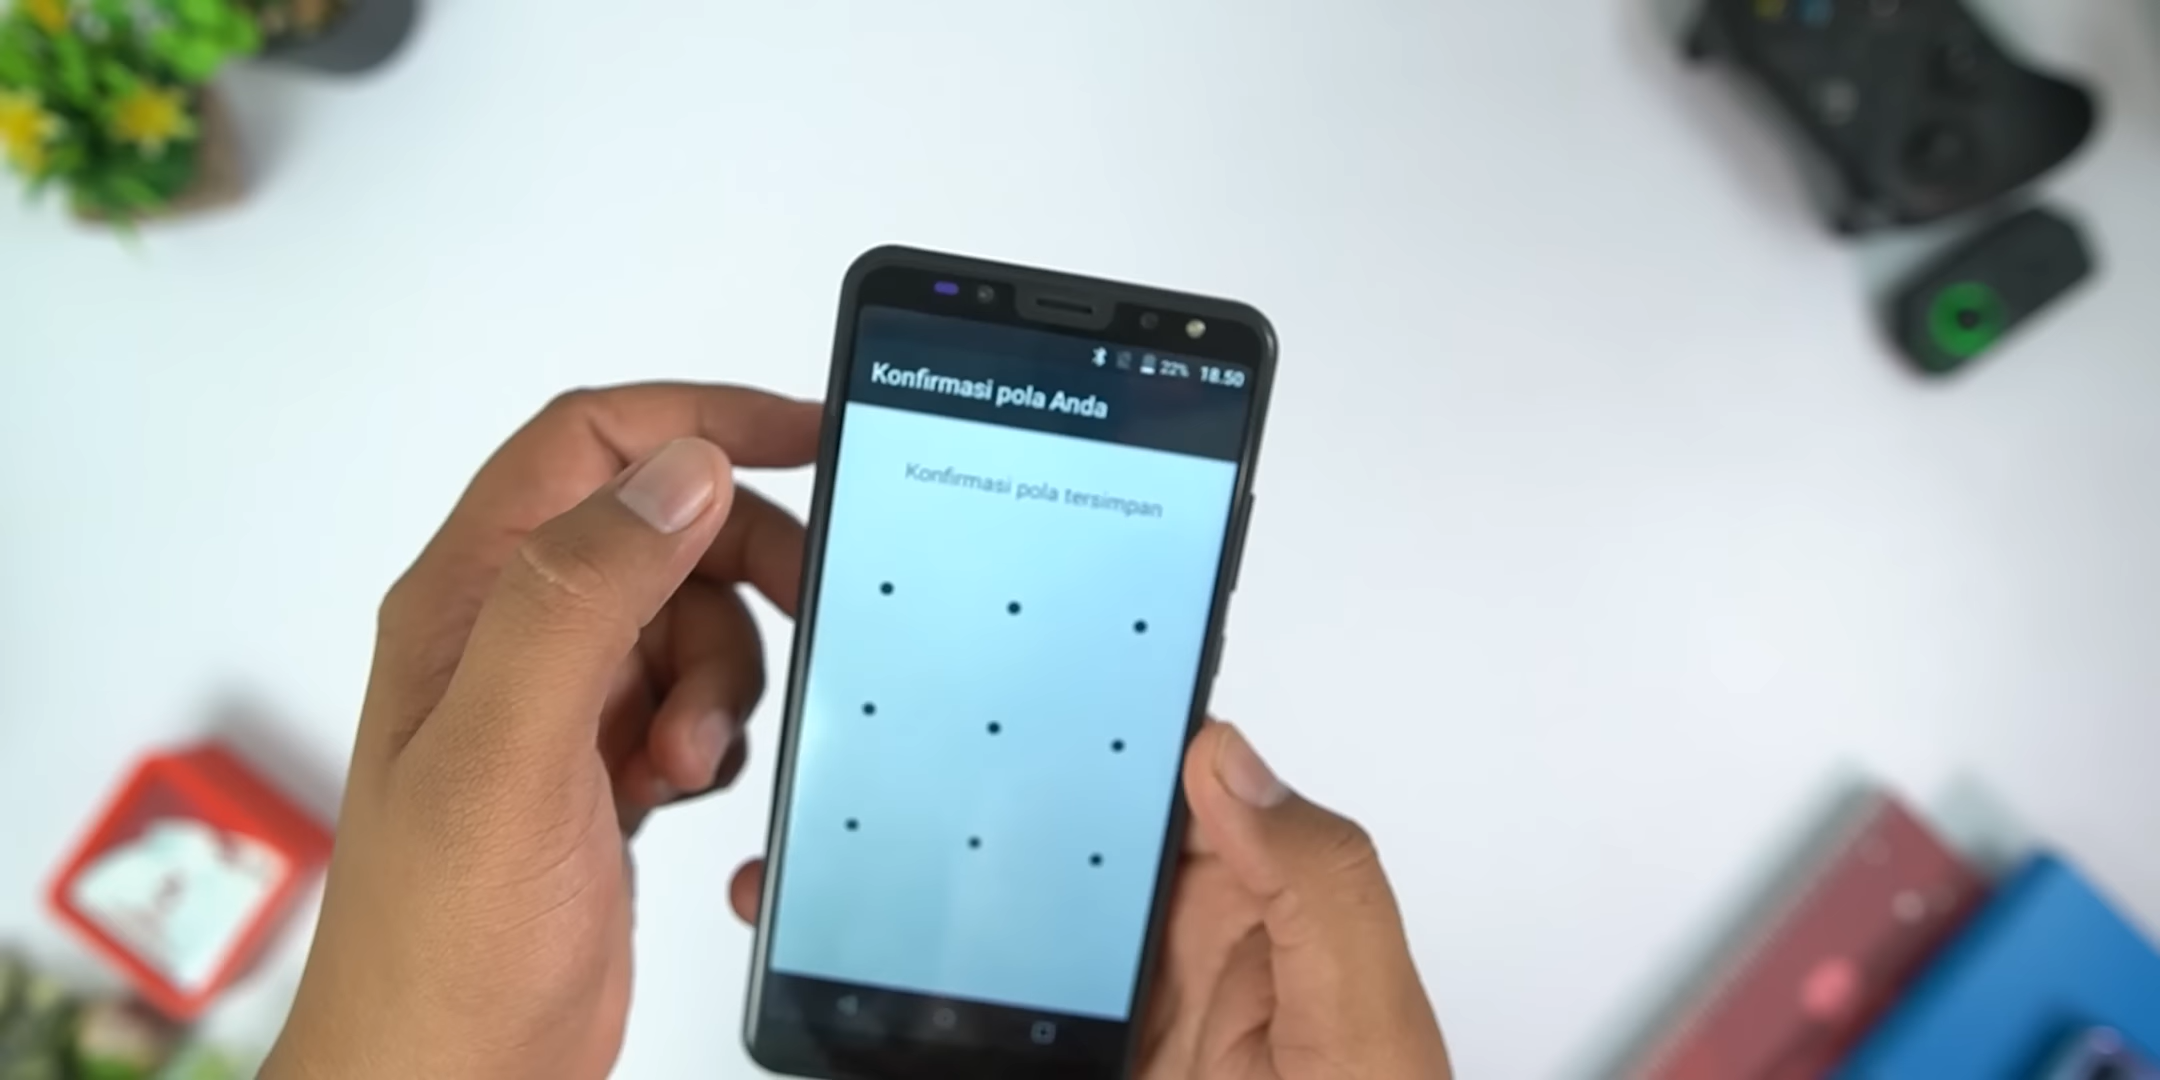 22% 18.50
Konfirmasi pola Anda
Konfirmasi pola tersimpan